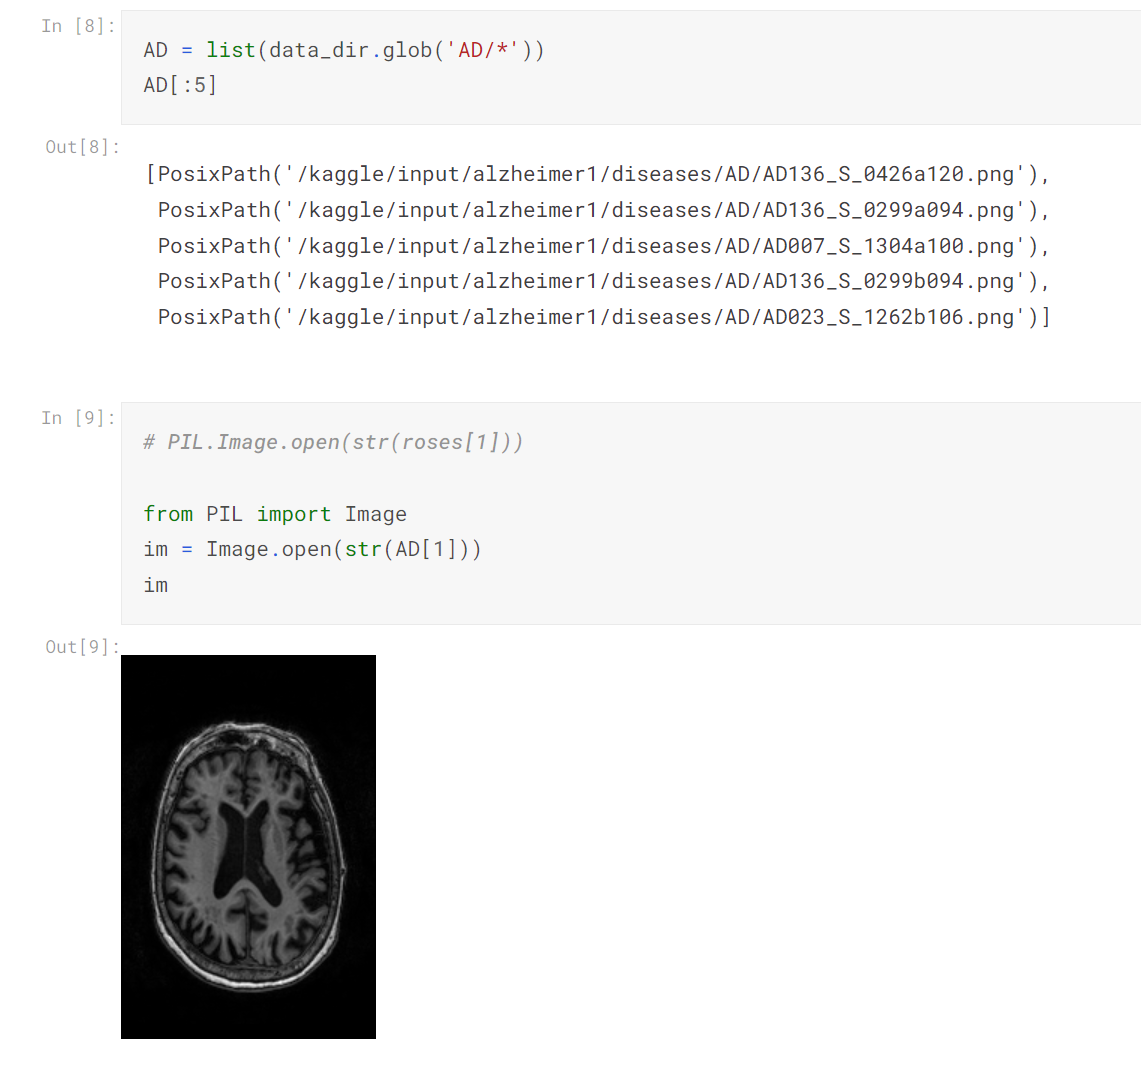 In [8]:
AD = list(data_dir.glob('AD/*'))
AD[:5]
Out[8]:
[PosixPath('/kaggle/input/alzheimer1/diseases/AD/AD136_S_0426a120.png'),
 PosixPath('/kaggle/input/alzheimer1/diseases/AD/AD136_S_0299a094.png'),
 PosixPath('/kaggle/input/alzheimer1/diseases/AD/AD007_S_1304a100.png'),
 PosixPath('/kaggle/input/alzheimer1/diseases/AD/AD136_S_0299b094.png'),
 PosixPath('/kaggle/input/alzheimer1/diseases/AD/AD023_S_1262b106.png')]
In [9]:
# PIL.Image.open(str(roses[1]))
from PIL import Image
im = Image.open(str(AD[1]))
im
Out[9]: